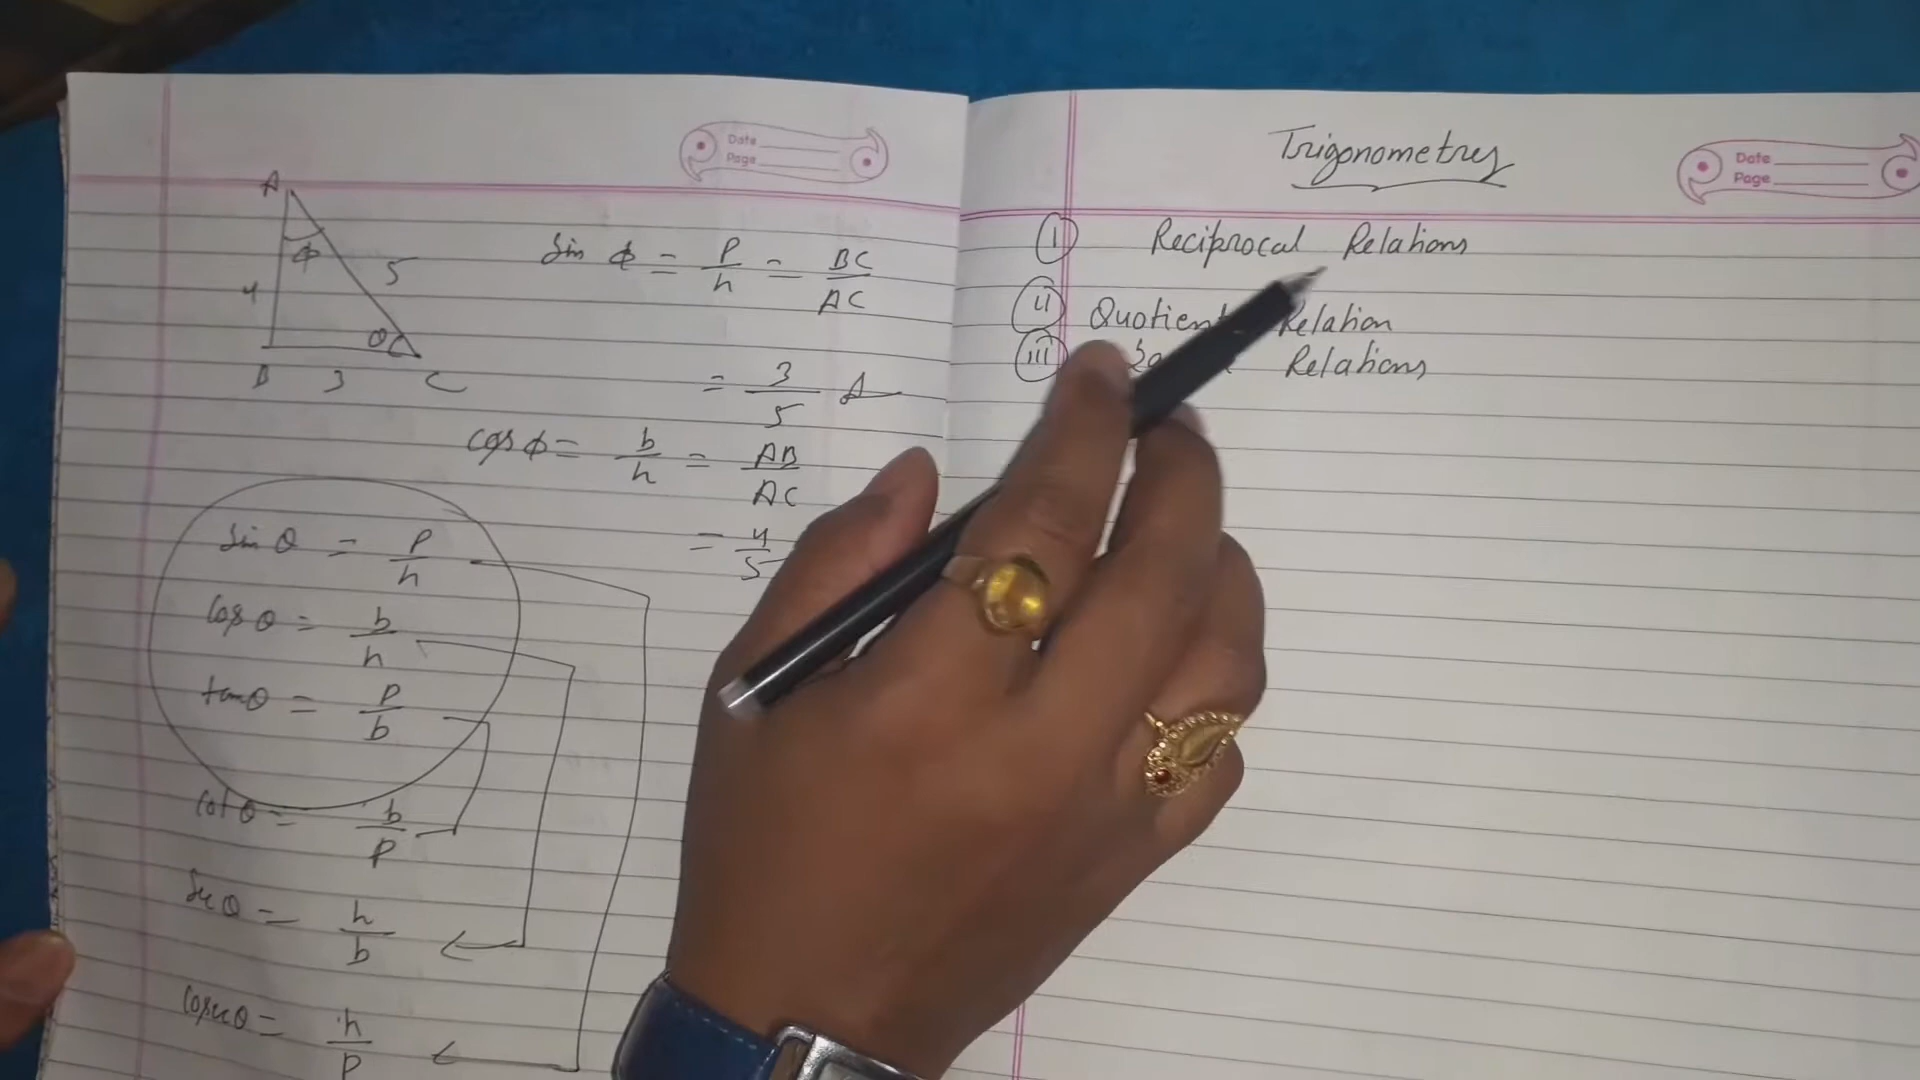 Date
Page
A
ϕ
4
5
θ
B 3 C
Sin ϕ = P/h = BC/AC
= 3/5 A
cos ϕ = b/h = AB/AC
= 4/5
Sin θ = P/h
Cos θ = b/h
tan θ = P/b
Cot θ = b/P
Sec θ = h/b
Cosec θ = h/P
Trigonometry
Date
Page
(i) Reciprocal Relations
(ii) Quotient Relation
(iii) Relations